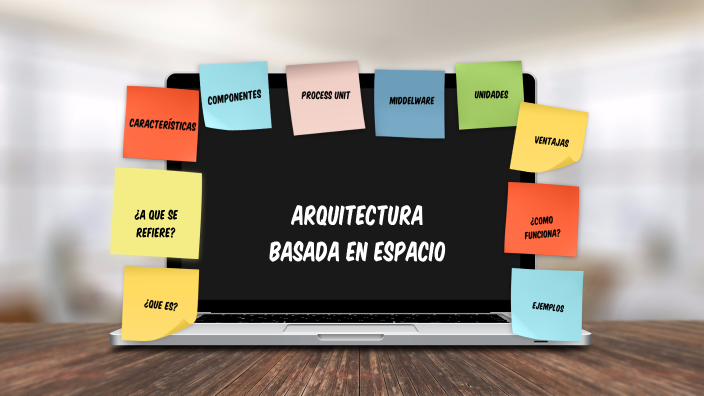 COMPONENTES
PROCESS UNIT
MIDDELWARE
UNIDADES
CARACTERÍSTICAS
VENTAJAS
¿A QUE SE
REFIERE?
ARQUITECTURA
BASADA EN ESPACIO
¿COMO
FUNCIONA?
¿QUE ES?
EJEMPLOS